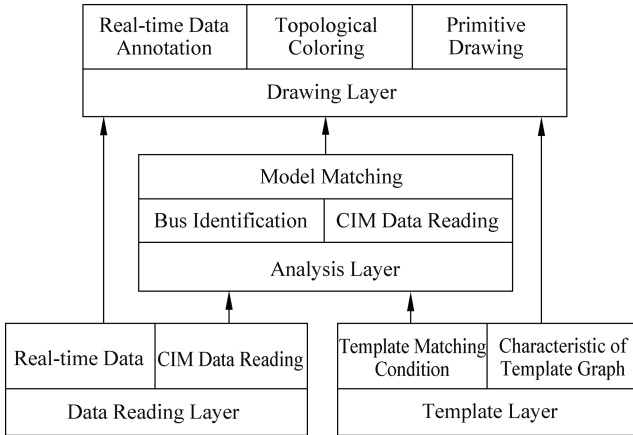 Real-time Data
Annotation
Topological
Coloring
Primitive
Drawing
Drawing Layer
Model Matching
Bus Identification
CIM Data Reading
Analysis Layer
Real-time Data
CIM Data Reading
Data Reading Layer
Template Matching
Condition
Characteristic of
Template Graph
Template Layer